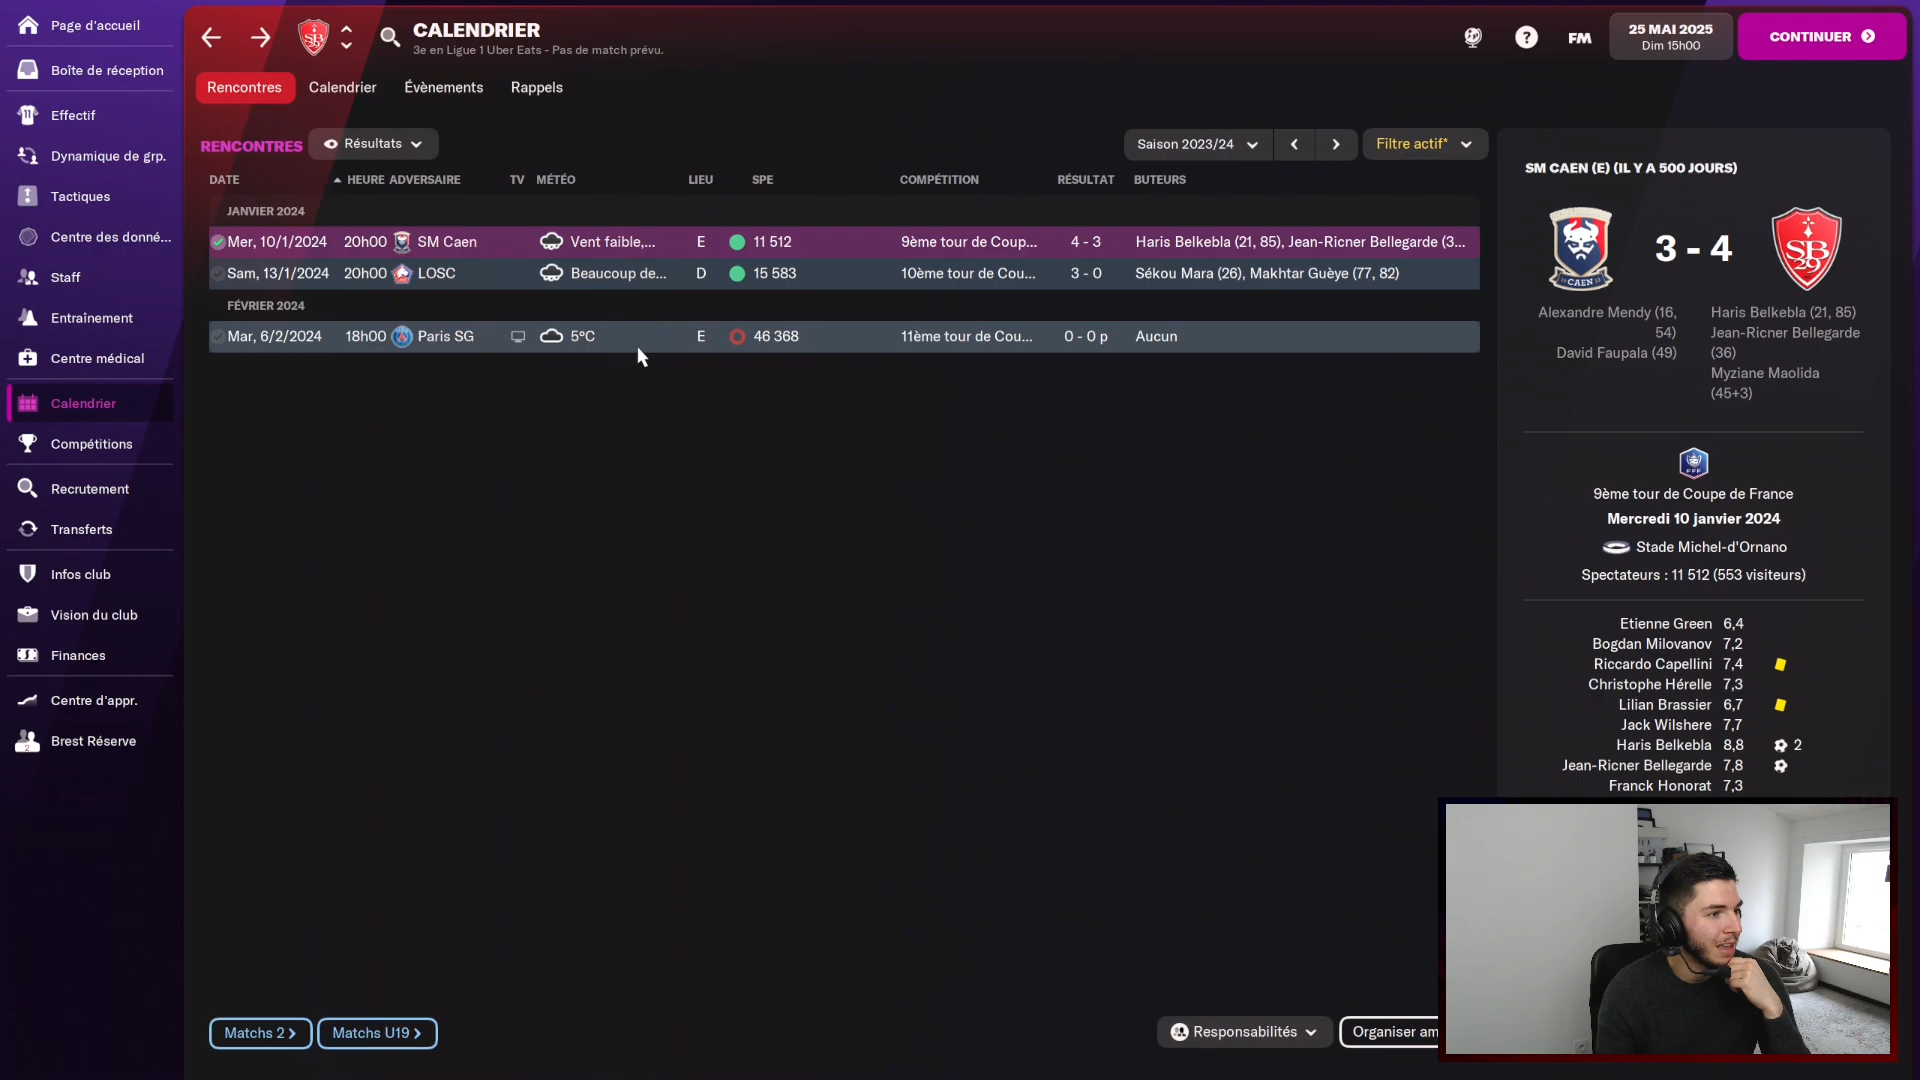 Page d'accueil
Boîte de réception
Effectif
Dynamique de grp.
Tactiques
Centre des donné...
Staff
Entraînement
Centre médical
Calendrier
Compétitions
Recrutement
Transferts
Infos club
Vision du club
Finances
Centre d'appr.
Brest Réserve
CALENDRIER
3e en Ligue 1 Uber Eats - Pas de match prévu.
FM
25 MAI 2025
Dim 15h00
CONTINUER
Rencontres Calendrier Évènements Rappels
RENCONTRES Résultats Saison 2023/24 Filtre actif*
DATE HEURE ADVERSAIRE TV MÉTÉO LIEU SPE COMPÉTITION RÉSULTAT BUTEURS
JANVIER 2024
Mer, 10/1/2024 20h00 SM Caen Vent faible,... E 11 512 9ème tour de Coup... 4 - 3 Haris Belkebla (21, 85), Jean-Ricner Bellegarde (3...
Sam, 13/1/2024 20h00 LOSC Beaucoup de... D 15 583 10ème tour de Cou... 3 - 0 Sékou Mara (26), Makhtar Guèye (77, 82)
FÉVRIER 2024
Mar, 6/2/2024 18h00 Paris SG 5°C E 46 368 11ème tour de Cou... 0 - 0 p Aucun
SM CAEN (E) (IL Y A 500 JOURS)
CAEN
3 - 4
SB
29
Alexandre Mendy (16,
54)
David Faupala (49)
Haris Belkebla (21, 85)
Jean-Ricner Bellegarde
(36)
Myziane Maolida
(45+3)
FFF
9ème tour de Coupe de France
Mercredi 10 janvier 2024
Stade Michel-d'Ornano
Spectateurs : 11 512 (553 visiteurs)
Etienne Green 6,4
Bogdan Milovanov 7,2
Riccardo Capellini 7,4
Christophe Hérelle 7,3
Lilian Brassier 6,7
Jack Wilshere 7,7
Haris Belkebla 8,8 2
Jean-Ricner Bellegarde 7,8
Franck Honorat 7,3
Matchs 2 Matchs U19 Responsabilités Organiser am